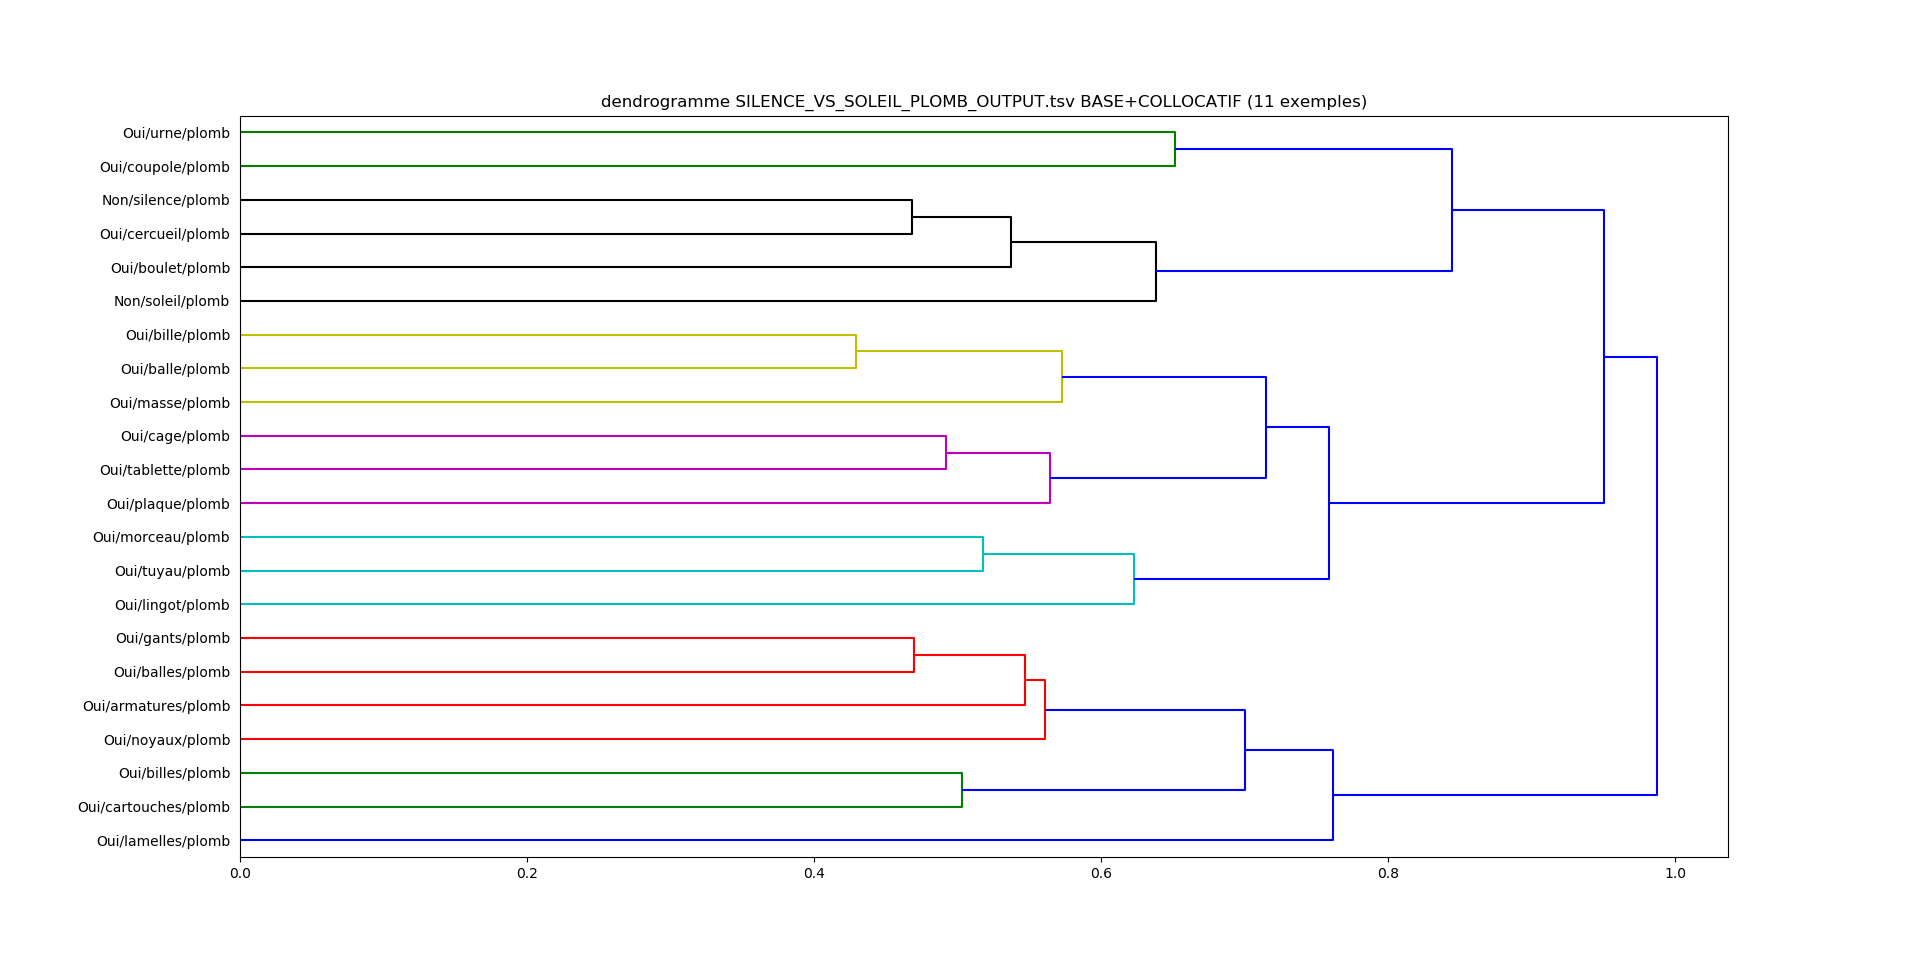 dendrogramme SILENCE_VS_SOLEIL_PLOMB_OUTPUT.tsv BASE+COLLOCATIF (11 exemples)
Oui/urne/plomb
Oui/coupole/plomb
Non/silence/plomb
Oui/cercueil/plomb
Oui/boulet/plomb
Non/soleil/plomb
Oui/bille/plomb
Oui/balle/plomb
Oui/masse/plomb
Oui/cage/plomb
Oui/tablette/plomb
Oui/plaque/plomb
Oui/morceau/plomb
Oui/tuyau/plomb
Oui/lingot/plomb
Oui/gants/plomb
Oui/balles/plomb
Oui/armatures/plomb
Oui/noyaux/plomb
Oui/billes/plomb
Oui/cartouches/plomb
Oui/lamelles/plomb
0.0 0.2 0.4 0.6 0.8 1.0